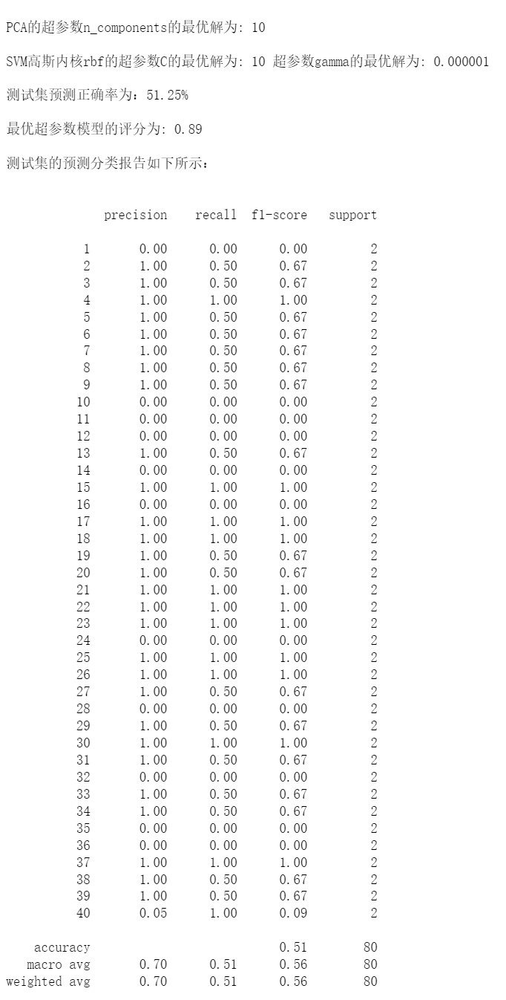 PCA的超参数n_components的最优解为: 10
SVM高斯内核rbf的超参数C的最优解为: 10 超参数gamma的最优解为: 0.000001
测试集预测正确率为：51.25%
最优超参数模型的评分为: 0.89
测试集的预测分类报告如下所示：
precision recall f1-score support
1 0.00 0.00 0.00 2
2 1.00 0.50 0.67 2
3 1.00 0.50 0.67 2
4 1.00 1.00 1.00 2
5 1.00 0.50 0.67 2
6 1.00 0.50 0.67 2
7 1.00 0.50 0.67 2
8 1.00 0.50 0.67 2
9 1.00 0.50 0.67 2
10 0.00 0.00 0.00 2
11 0.00 0.00 0.00 2
12 0.00 0.00 0.00 2
13 1.00 0.50 0.67 2
14 0.00 0.00 0.00 2
15 1.00 1.00 1.00 2
16 0.00 0.00 0.00 2
17 1.00 1.00 1.00 2
18 1.00 1.00 1.00 2
19 1.00 0.50 0.67 2
20 1.00 0.50 0.67 2
21 1.00 1.00 1.00 2
22 1.00 1.00 1.00 2
23 1.00 1.00 1.00 2
24 0.00 0.00 0.00 2
25 1.00 1.00 1.00 2
26 1.00 1.00 1.00 2
27 1.00 0.50 0.67 2
28 0.00 0.00 0.00 2
29 1.00 0.50 0.67 2
30 1.00 1.00 1.00 2
31 1.00 0.50 0.67 2
32 0.00 0.00 0.00 2
33 1.00 0.50 0.67 2
34 1.00 0.50 0.67 2
35 0.00 0.00 0.00 2
36 0.00 0.00 0.00 2
37 1.00 1.00 1.00 2
38 1.00 0.50 0.67 2
39 1.00 0.50 0.67 2
40 0.05 1.00 0.09 2
accuracy 0.51 80
macro avg 0.70 0.51 0.56 80
weighted avg 0.70 0.51 0.56 80